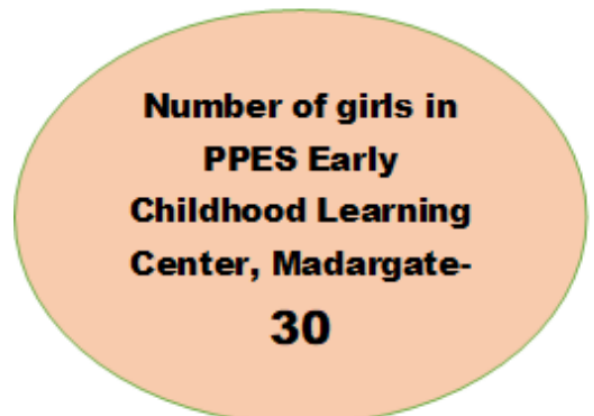 Number of girls in
PPES Early
Childhood Learning
Center, Madargate-
30